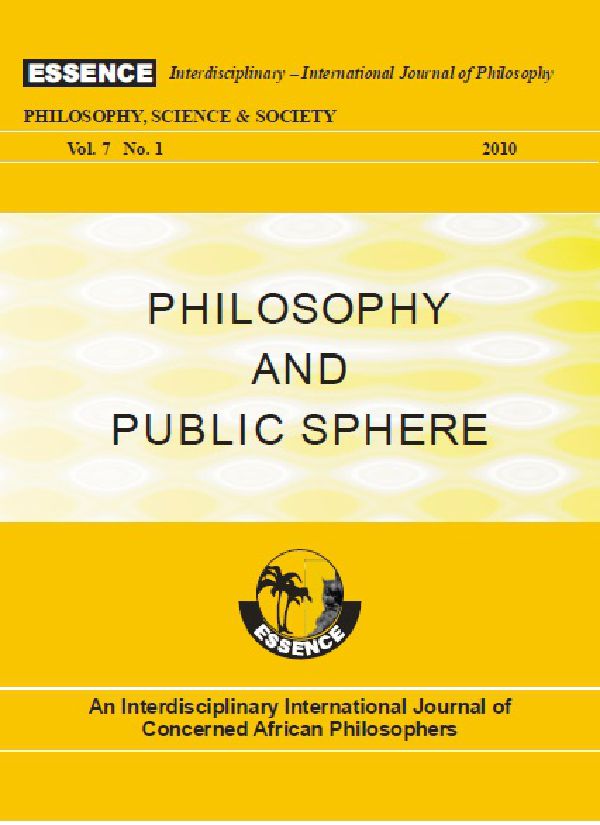 ESSENCE Interdisciplinary – International Journal of Philosophy
PHILOSOPHY, SCIENCE & SOCIETY
Vol. 7 No. 1 2010
PHILOSOPHY
AND
PUBLIC SPHERE
ESSENCE
An Interdisciplinary International Journal of
Concerned African Philosophers